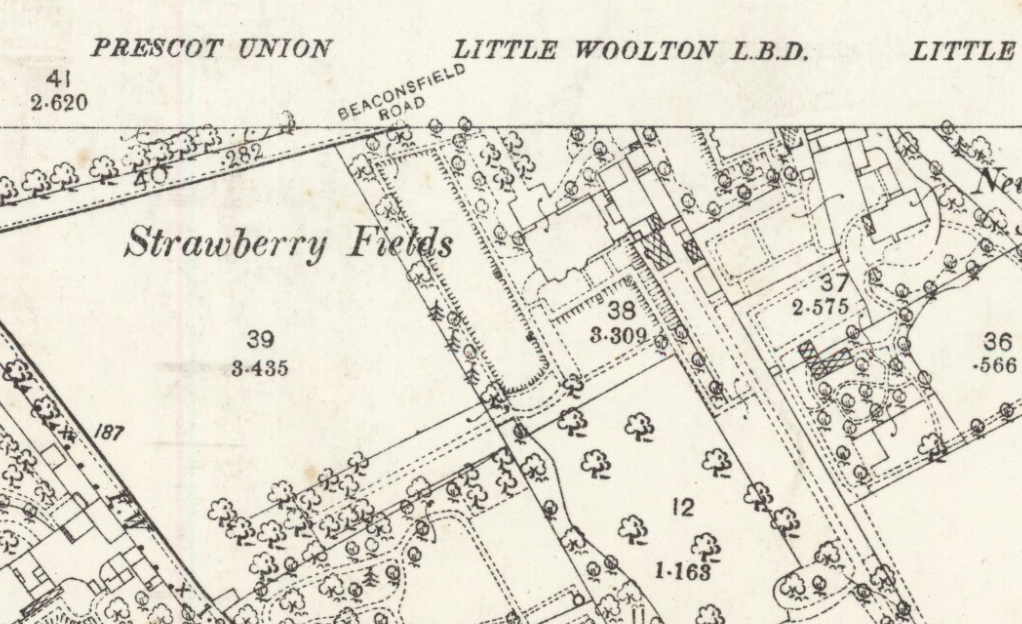 PRESCOT UNION
LITTLE WOOLTON L.B.D.
LITTLE
41
2·620
BEACONSFIELD
ROAD
282
40
Strawberry Fields
39
3·435
38
3·309
37
2·575
36
·566
187
12
1·163
11